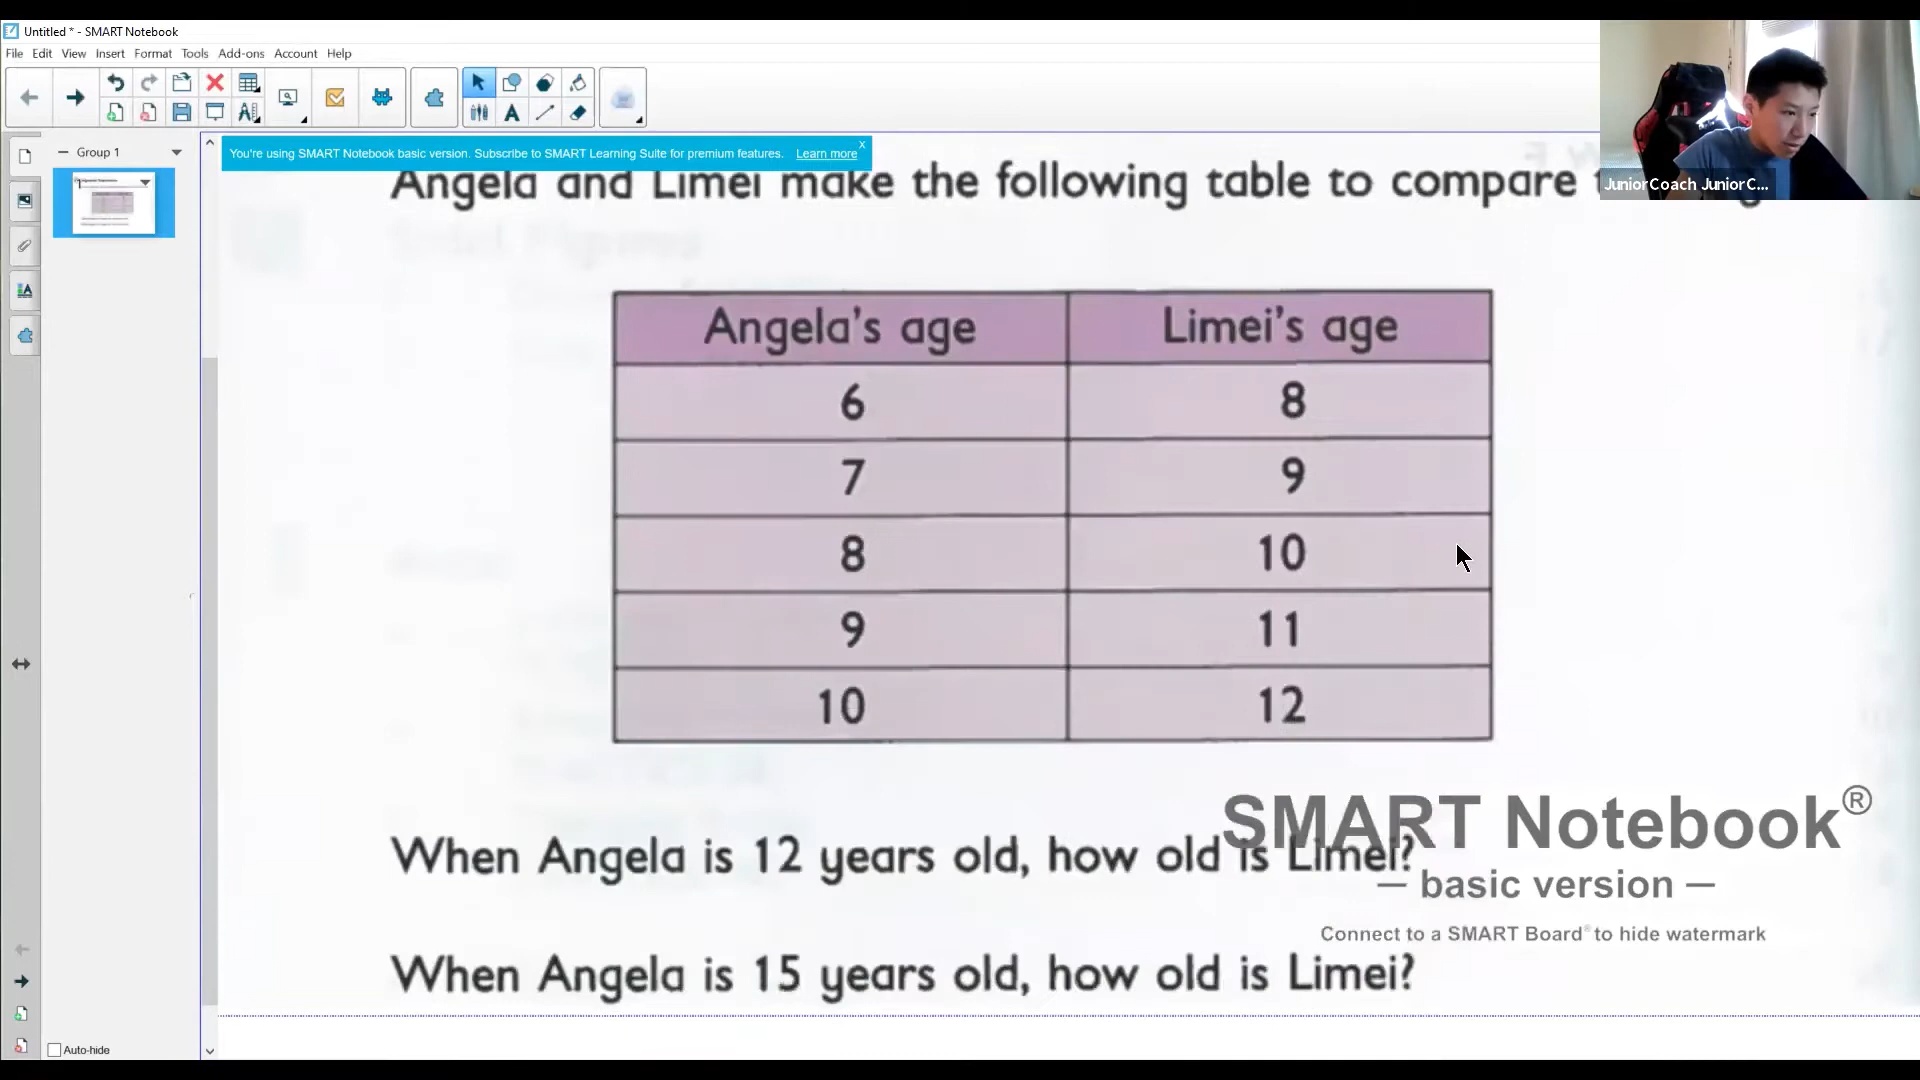 Untitled * - SMART Notebook
File Edit View Insert Format Tools Add-ons Account Help
Group 1
You're using SMART Notebook basic version. Subscribe to SMART Learning Suite for premium features. Learn more X
Angela and Limei make the following table to compare
JuniorCoach JuniorC...
Angela's age Limei's age
6 8
7 9
8 10
9 11
10 12
When Angela is 12 years old, how old is Limei?
SMART Notebook®
— basic version —
Connect to a SMART Board® to hide watermark
When Angela is 15 years old, how old is Limei?
Auto-hide